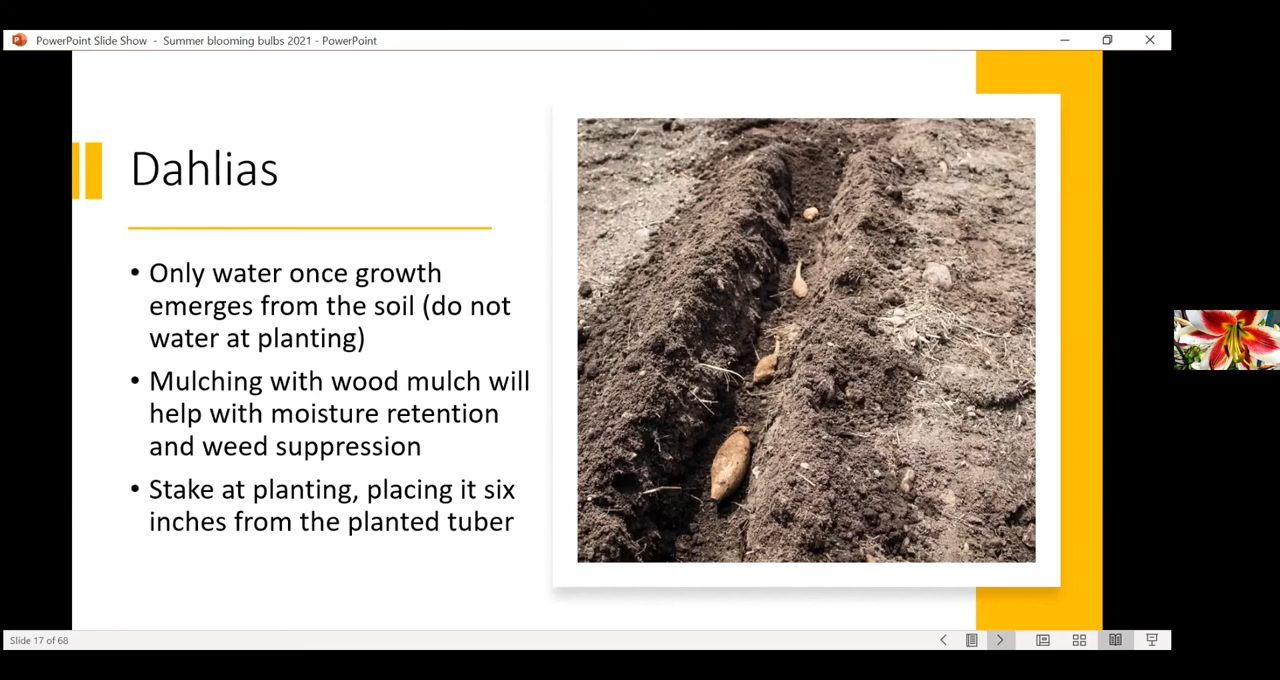 PowerPoint Slide Show - Summer blooming bulbs 2021 - PowerPoint
Dahlias
• Only water once growth
emerges from the soil (do not
water at planting)
• Mulching with wood mulch will
help with moisture retention
and weed suppression
• Stake at planting, placing it six
inches from the planted tuber
Slide 17 of 68